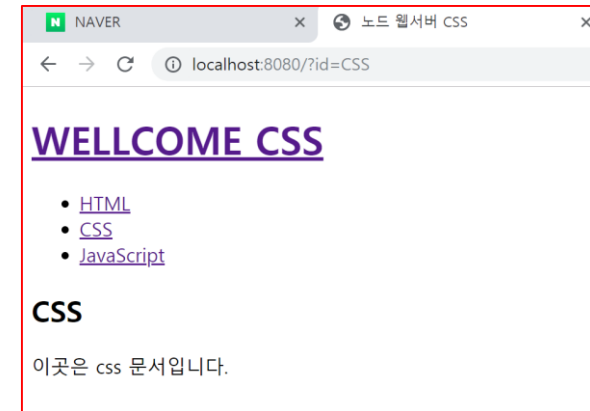 NAVER
노드 웹서버 CSS
localhost:8080/?id=CSS
WELLCOME CSS
HTML
CSS
JavaScript
CSS
이곳은 css 문서입니다.